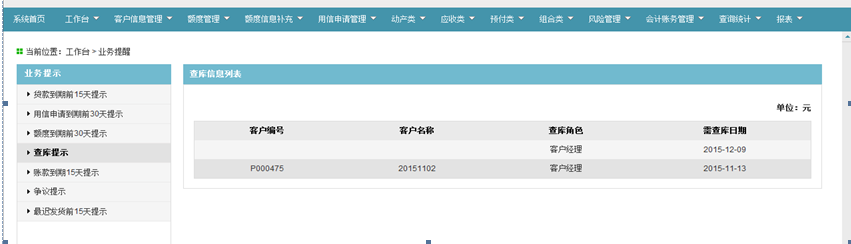 系统首页 工作台 客户信息管理 额度管理 额度信息补充 用信申请管理 动产类 应收类 预付类 组合类 风险管理 会计账务管理 查询统计 报表
当前位置：工作台 > 业务提醒
业务提示
贷款到期前15天提示
用信申请到期前30天提示
额度到期前30天提示
查库提示
账款到期15天提示
争议提示
最迟发货前15天提示
查库信息列表
单位：元
客户编号 客户名称 查库角色 需查库日期
客户经理 2015-12-09
P000475 20151102 客户经理 2015-11-13